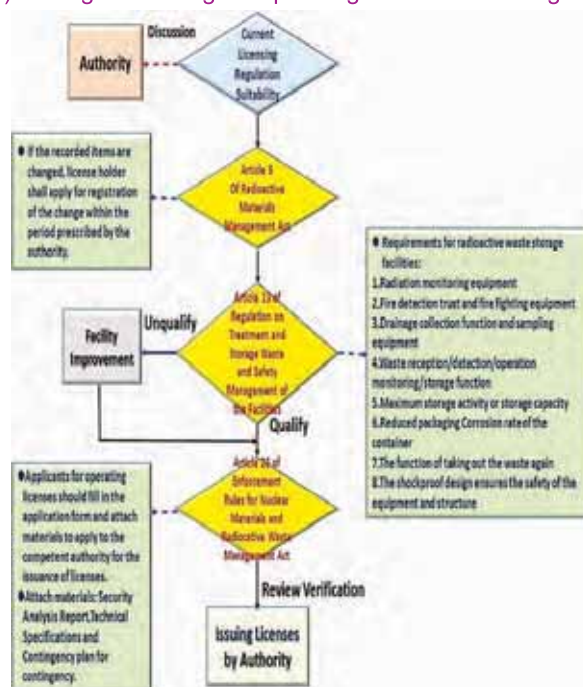 Discussion
Authority
Current
Licensing
Regulation
Suitability
If the recorded items are
changed, license holder
shall apply for registration
of the change within the
period prescribed by the
authority.
Article 9
Of Radioactive
Materials
Management Act
Requirements for radioactive waste storage
facilities:
1.Radiation monitoring equipment
2.Fire detection trust and fire fighting equipment
3.Drainage collection function and sampling
equipment
4.Waste reception/detection/operation
monitoring/storage function
5.Maximum storage activity or storage capacity
6.Reduced packaging Corrosion rate of the
container
7.The function of taking out the waste again
8.The shockproof design ensures the safety of the
equipment and structure
Facility
Improvement
Unqualify
Article 13 of
Regulation on
Treatment and
Storage Waste
and Safety
Management of
the Facilities
Qualify
Applicants for operating
licenses should fill in the
application form and attach
materials to apply to the
competent authority for the
issuance of licenses.
Attach materials: Security
Analysis Report,Technical
Specifications and
Contingency plan for
contingency.
Article 26 of
Enforcement
Rules for Nuclear
Materials and
Radiocative Waste
Management Act
Review Verification
Issuing Licenses
by Authority